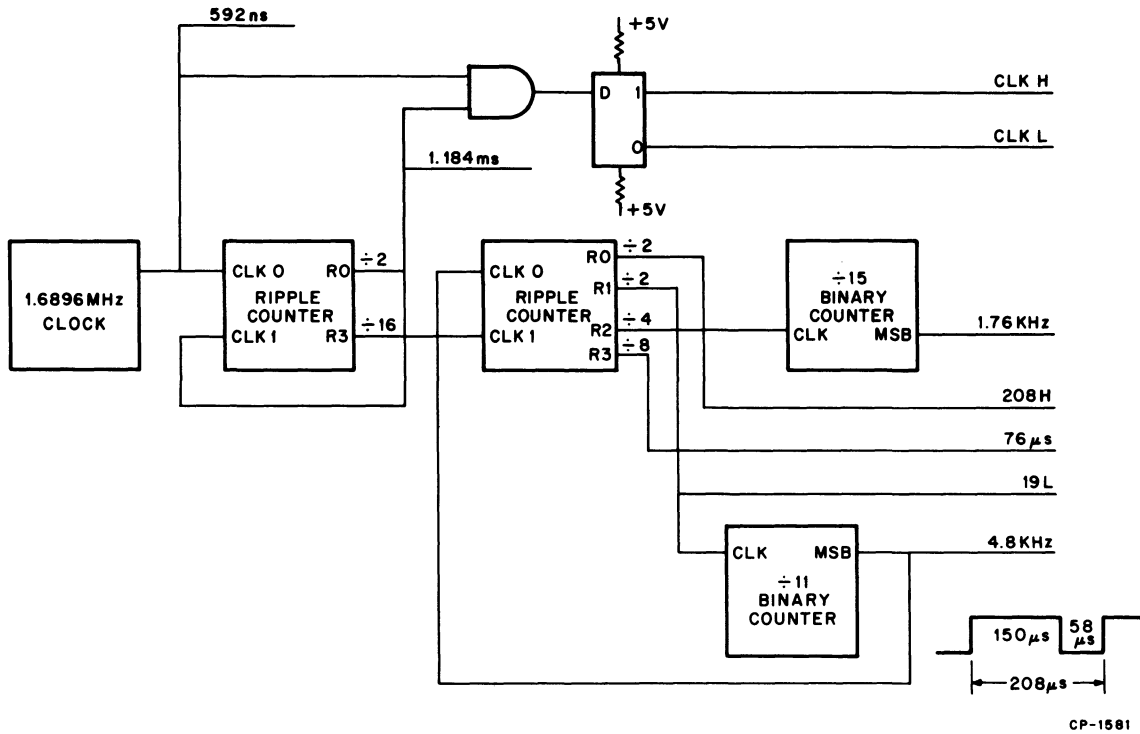 592ns
+5V
D 1
0
+5V
CLK H
CLK L
1.184ms
1.6896MHz
CLOCK
CLK 0 R0
RIPPLE
COUNTER
CLK 1 R3
÷2
÷16
CLK 0 R0
R1
RIPPLE
COUNTER
CLK 1 R2
R3
÷2
÷2
÷4
÷8
÷15
BINARY
COUNTER
CLK MSB
1.76KHz
208H
76µs
19L
4.8KHz
CLK MSB
÷11
BINARY
COUNTER
150µs
58
µs
208µs
CP-1581